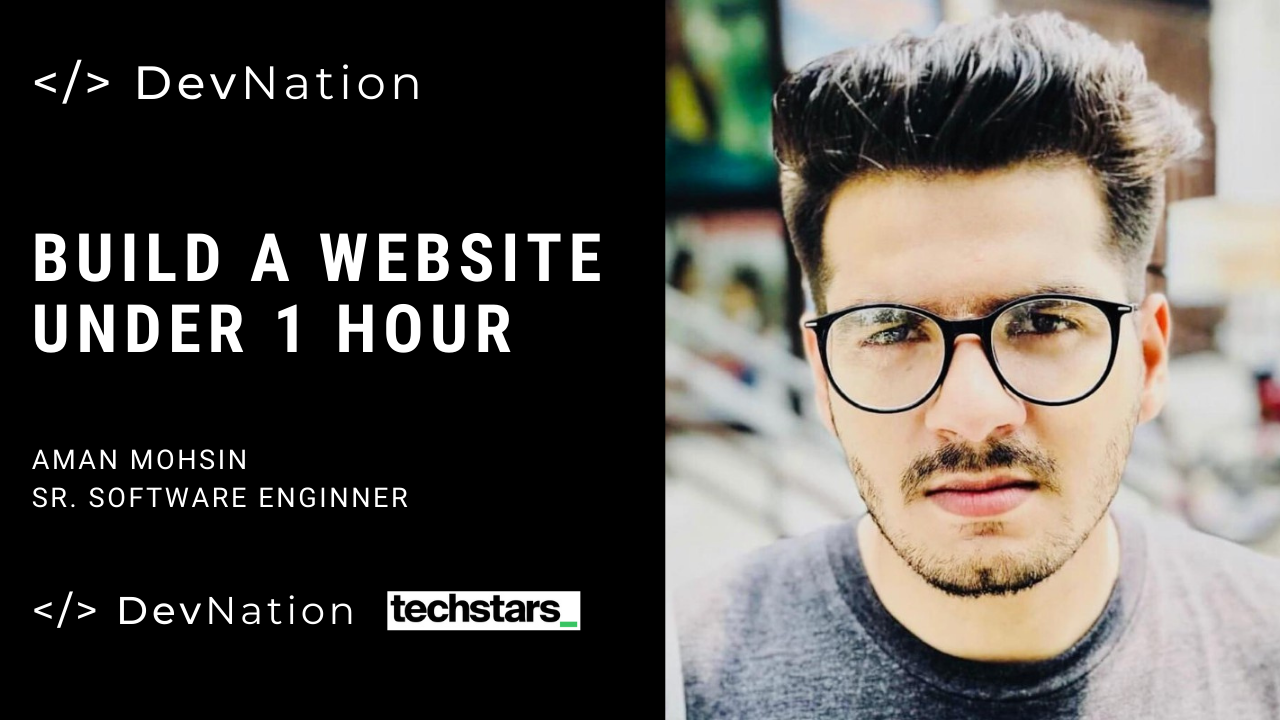 </> DevNation
BUILD A WEBSITE
UNDER 1 HOUR
AMAN MOHSIN
SR. SOFTWARE ENGINNER
</> DevNation
techstars_